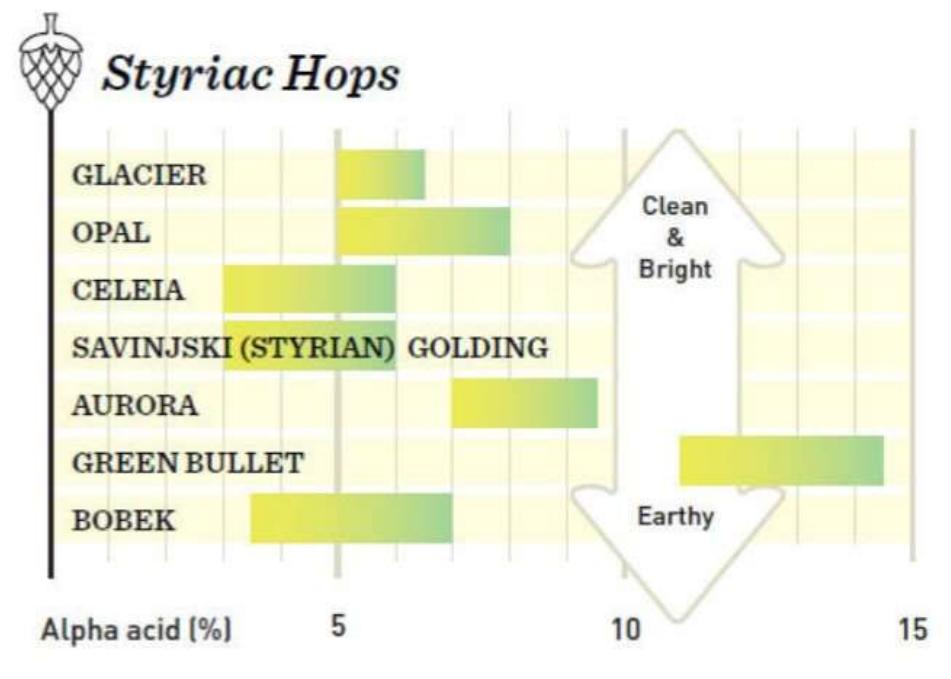 Styriac Hops
GLACIER
OPAL
CELEIA
SAVINJSKI (STYRIAN) GOLDING
AURORA
GREEN BULLET
BOBEK
Clean
&
Bright
Earthy
Alpha acid (%) 5 10 15